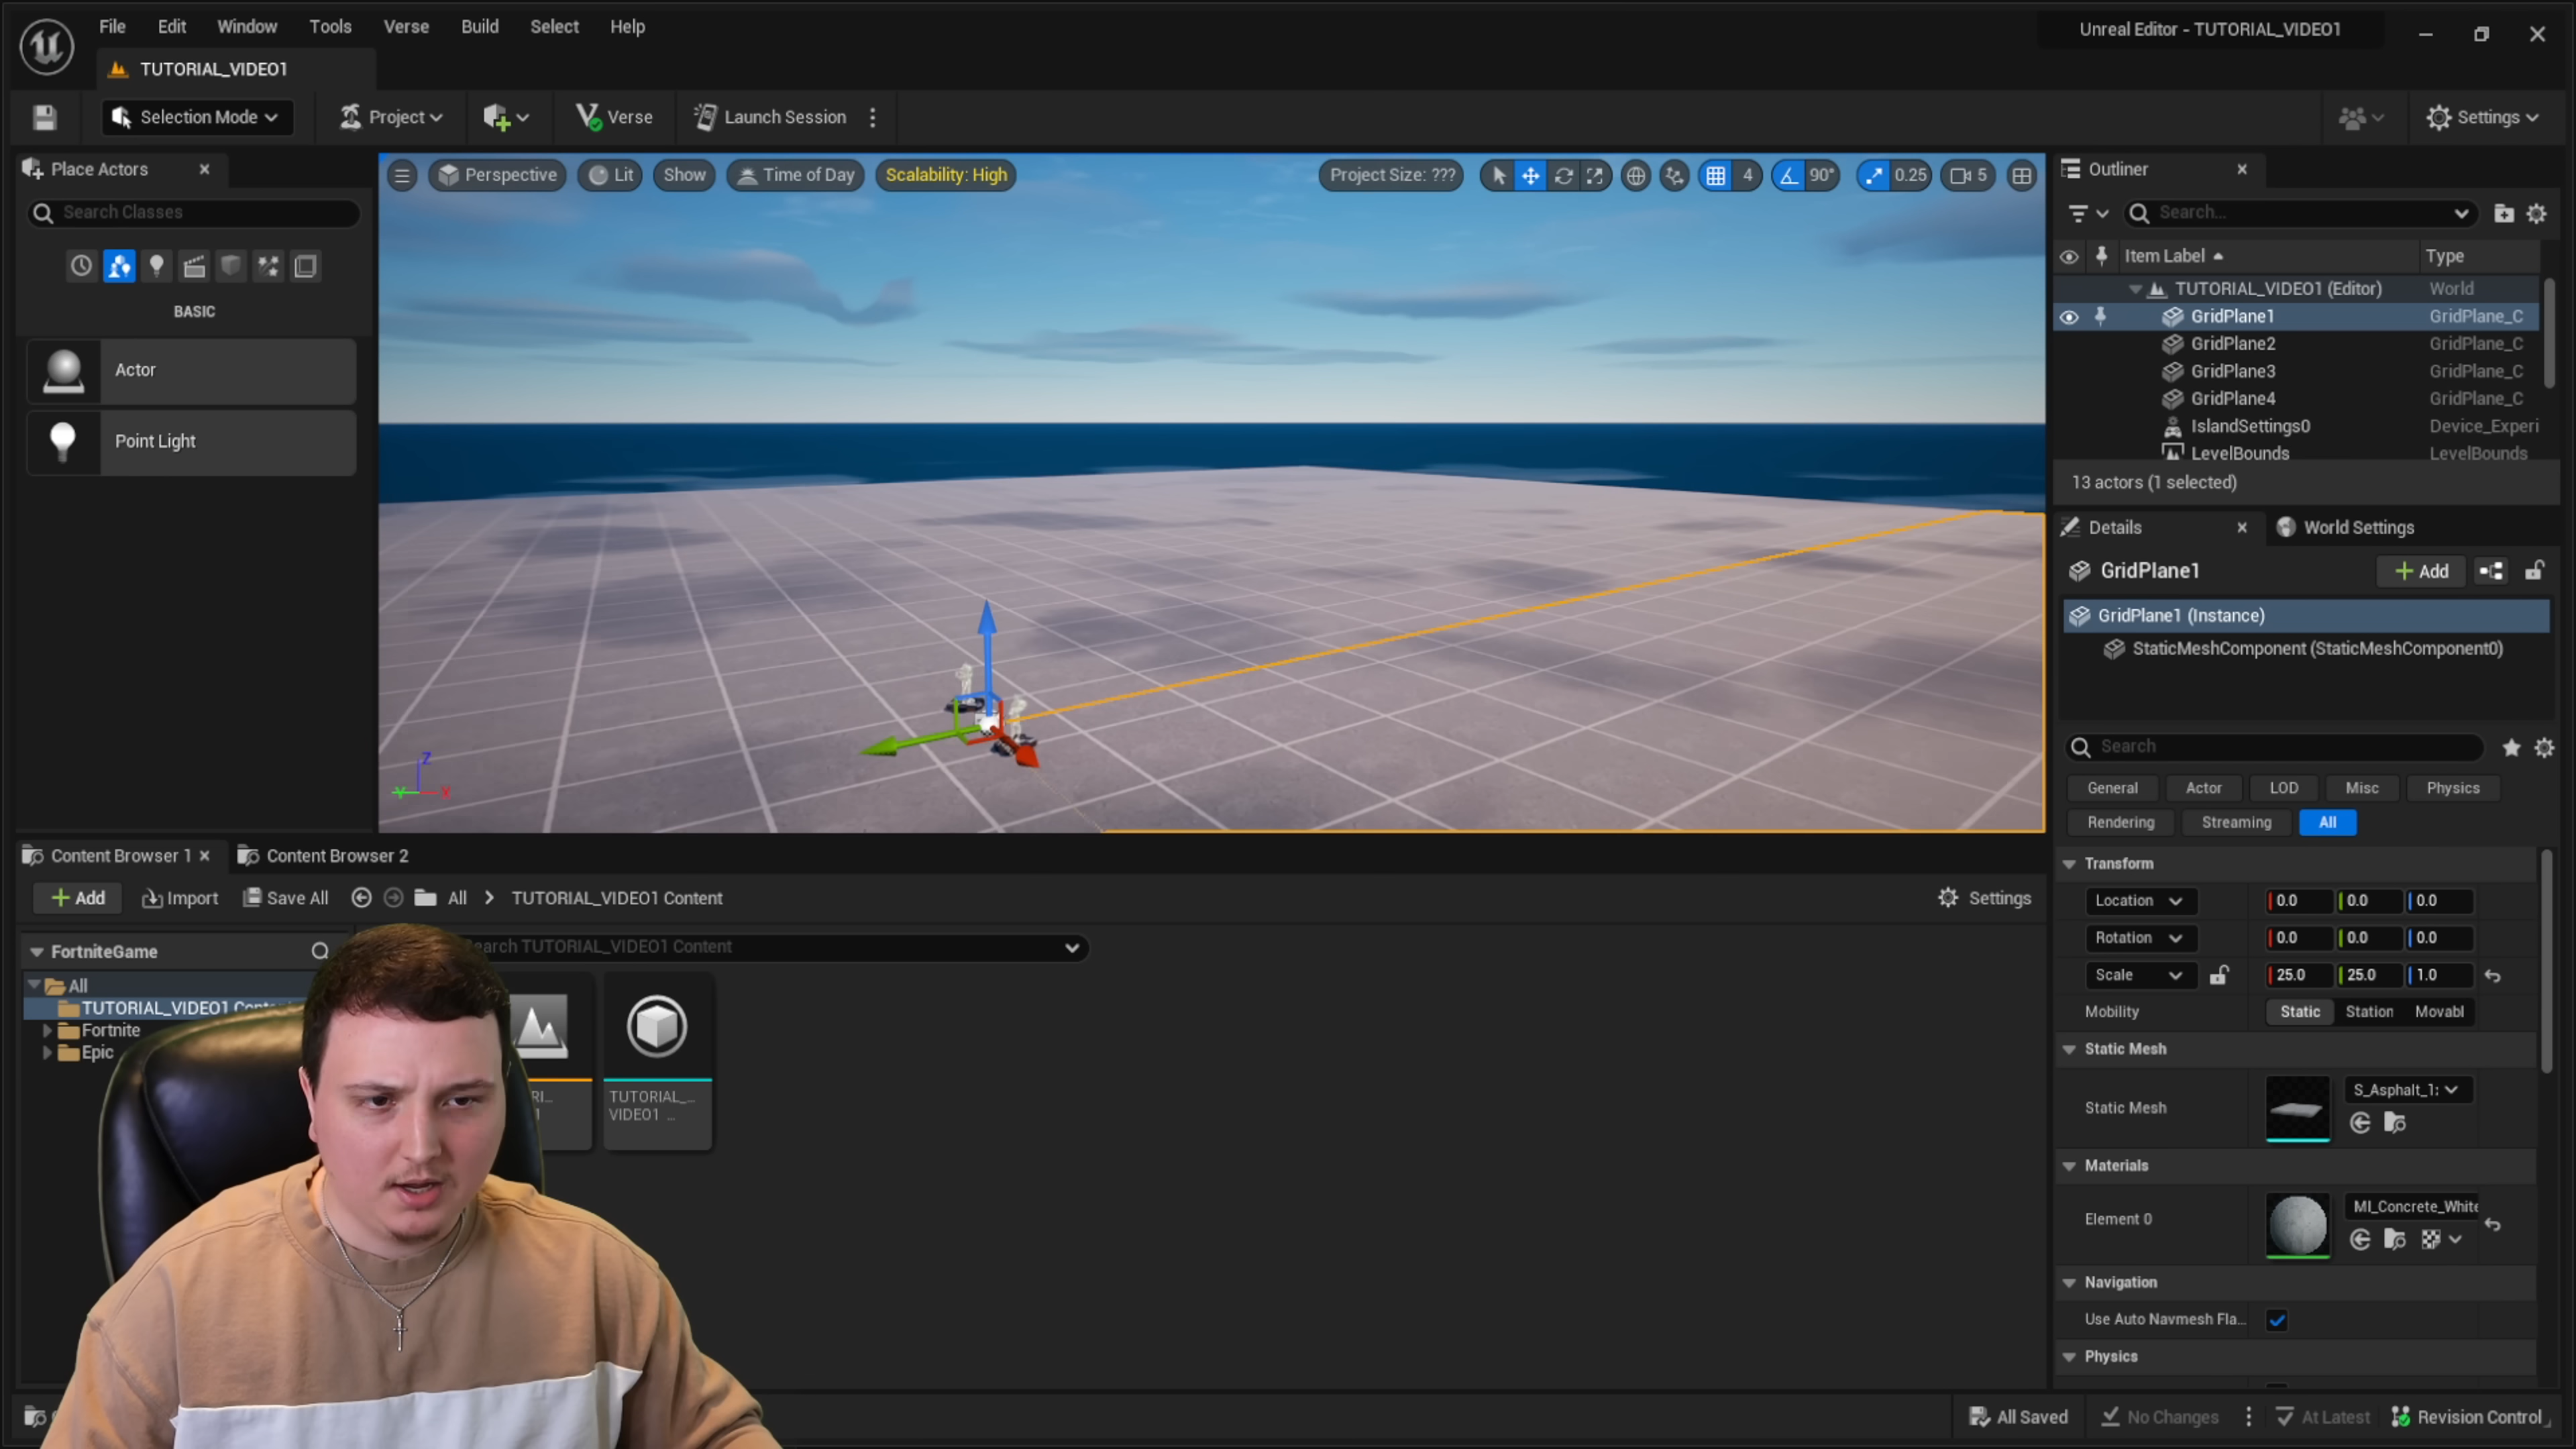 File Edit Window Tools Verse Build Select Help
Unreal Editor - TUTORIAL_VIDEO1
TUTORIAL_VIDEO1
Selection Mode Project Verse Launch Session Settings
Place Actors
Search Classes
BASIC
Actor
Point Light
Perspective Lit Show Time of Day Scalability: High Project Size: ??? 4 90° 0.25 5
Z
Y X
Outliner
Search...
Item Label Type
TUTORIAL_VIDEO1 (Editor) World
GridPlane1 GridPlane_C
GridPlane2 GridPlane_C
GridPlane3 GridPlane_C
GridPlane4 GridPlane_C
IslandSettings0 Device_Experi
LevelBounds LevelBounds
13 actors (1 selected)
Details World Settings
GridPlane1 Add
GridPlane1 (Instance)
StaticMeshComponent (StaticMeshComponent0)
Search
General Actor LOD Misc Physics
Rendering Streaming All
Transform
Location 0.0 0.0 0.0
Rotation 0.0 0.0 0.0
Scale 25.0 25.0 1.0
Mobility Static Station Movabl
Static Mesh
Static Mesh S_Asphalt_1:
Materials
Element 0 MI_Concrete_White
Navigation
Use Auto Navmesh Fla...
Physics
Content Browser 1 Content Browser 2
Add Import Save All All > TUTORIAL_VIDEO1 Content Settings
FortniteGame
earch TUTORIAL_VIDEO1 Content
All
TUTORIAL_VIDEO1
Fortnite
Epic
RI...
1
TUTORIAL_...
VIDEO1 ...
All Saved No Changes At Latest Revision Control